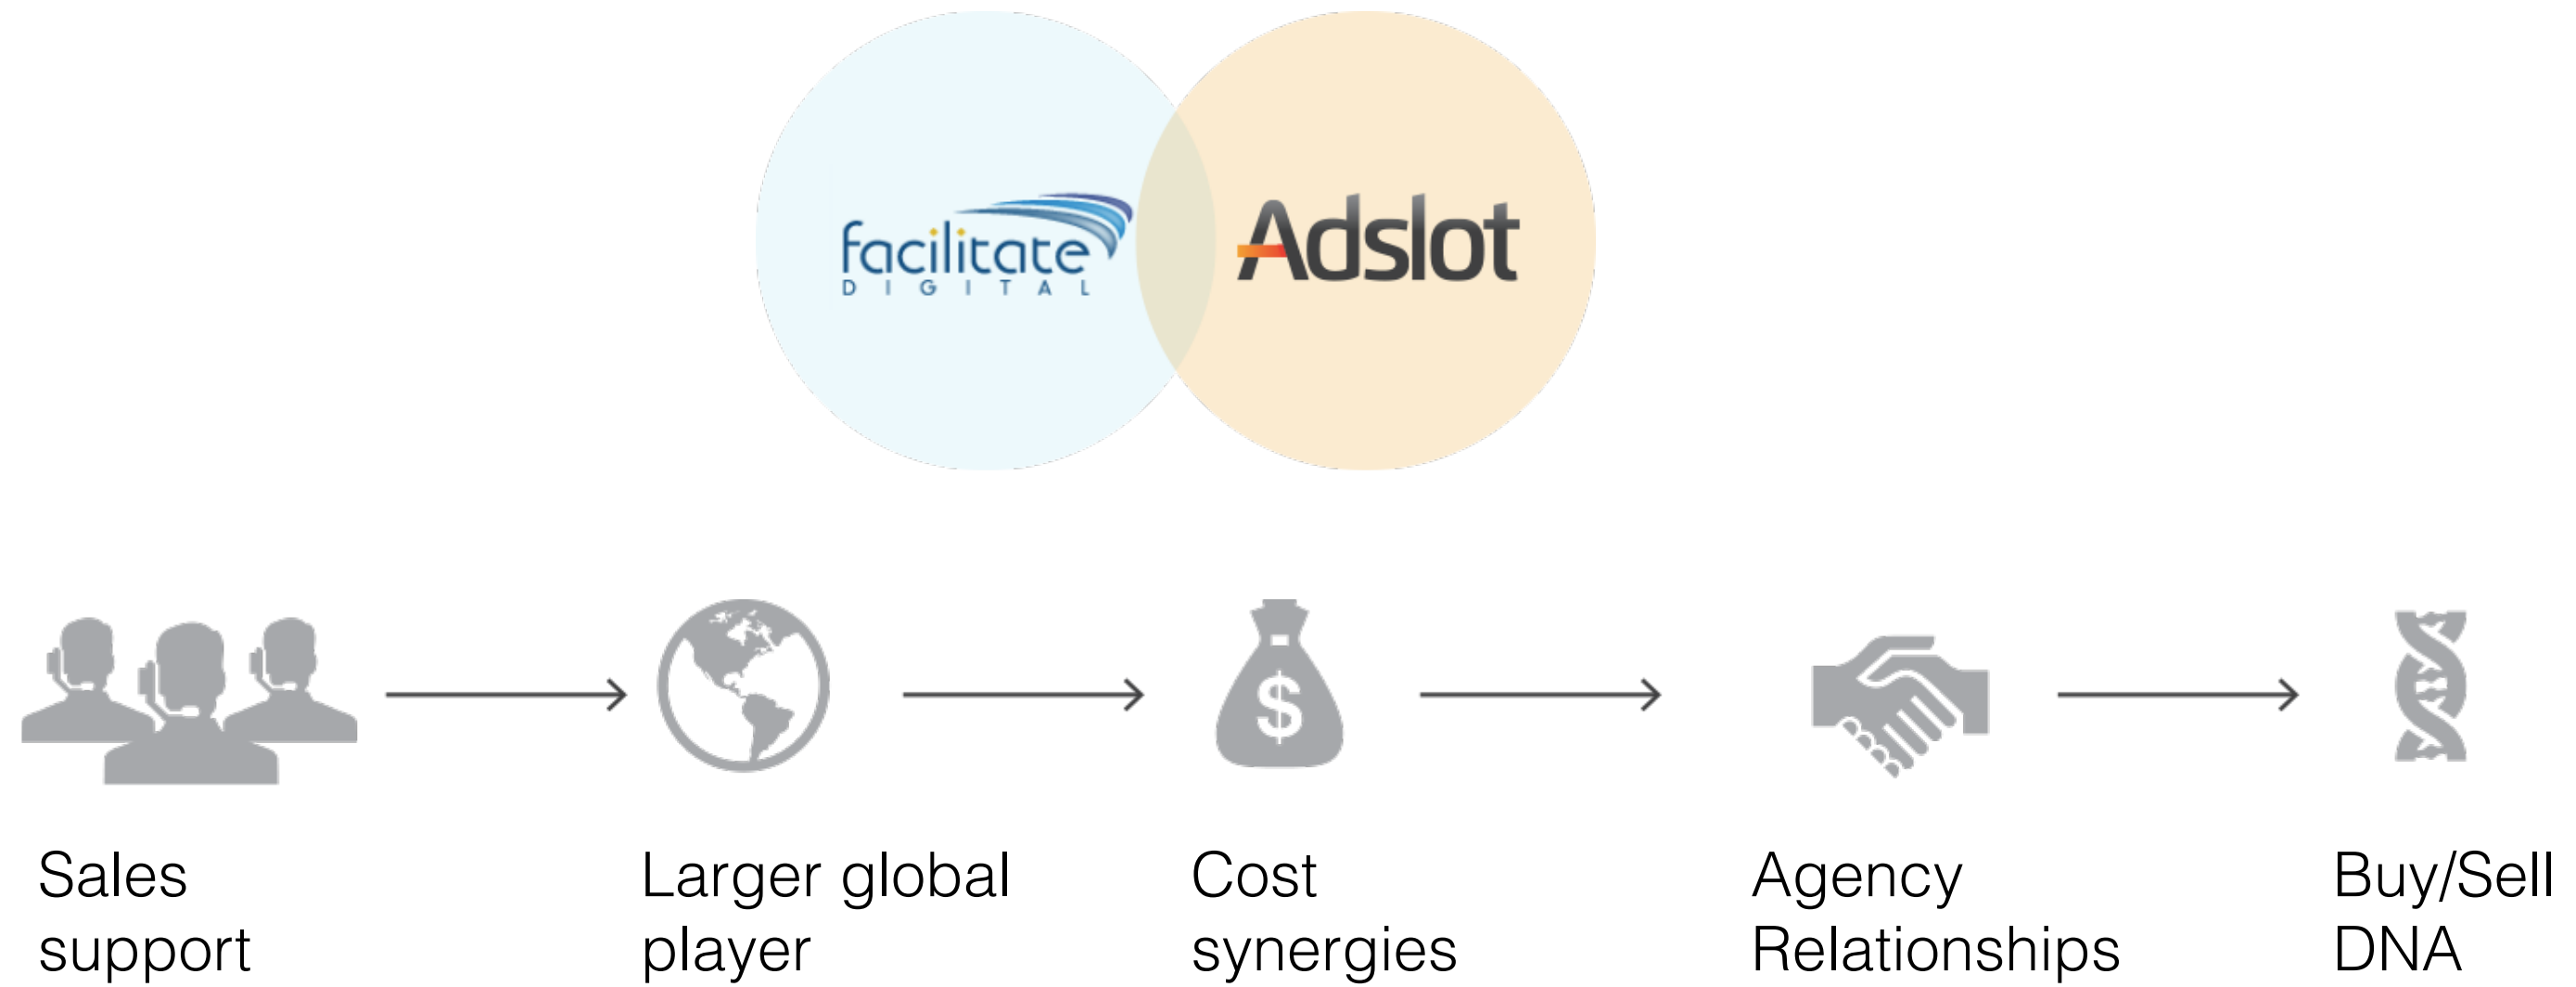 facilitate
DIGITAL
Adslot
$
Sales
support
Larger global
player
Cost
synergies
Agency
Relationships
Buy/Sell
DNA